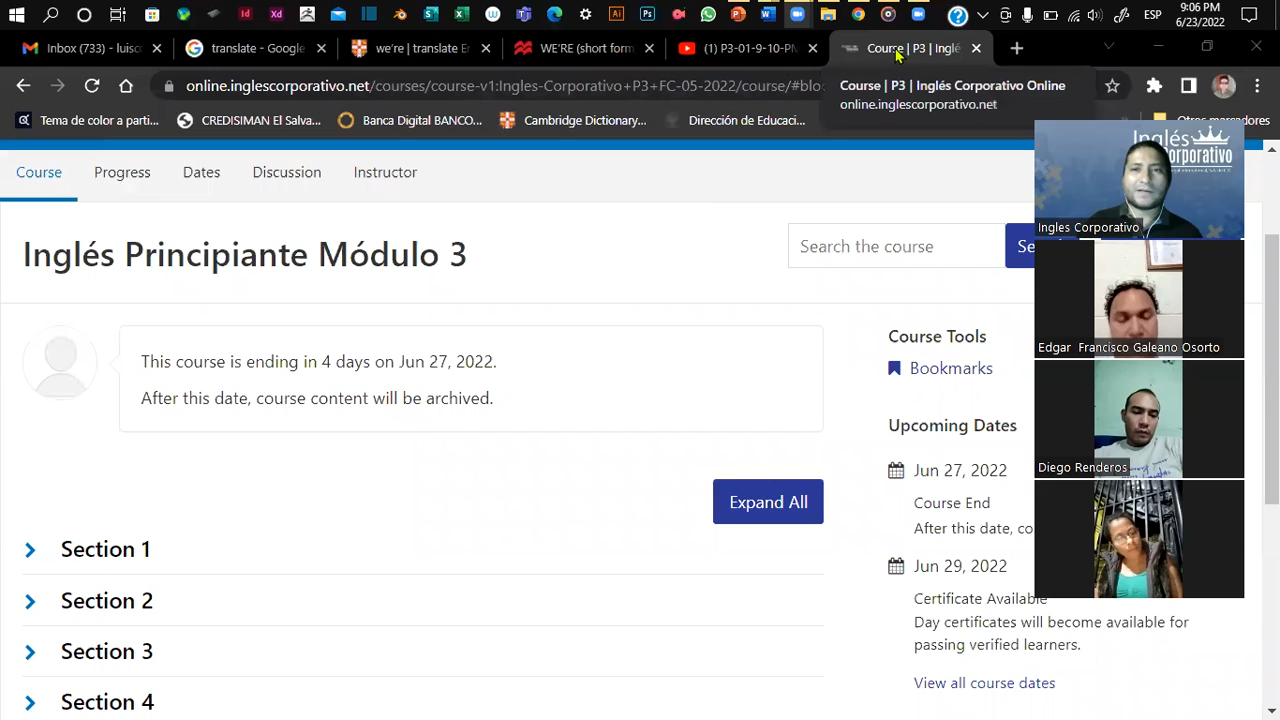 ESP
9:06 PM
6/23/2022
Inbox (733) - luisc
translate - Google
we're | translate E
WE'RE (short form
(1) P3-01-9-10-PM
Course | P3 | Inglé
online.inglescorporativo.net/courses/course-v1:Ingles-Corporativo+P3+FC-05-2022/course/#blo
Course | P3 | Inglés Corporativo Online
online.inglescorporativo.net
Tema de color a parti...
CREDISIMAN El Salva...
Banca Digital BANCO...
Cambridge Dictionary...
Dirección de Educaci...
Otros marcadores
Course
Progress
Dates
Discussion
Instructor
Inglés
Corporativo
Ingles Corporativo
Inglés Principiante Módulo 3
Search the course
Se
This course is ending in 4 days on Jun 27, 2022.
After this date, course content will be archived.
Course Tools
Bookmarks
Edgar Francisco Galeano Osorto
Upcoming Dates
Jun 27, 2022
Course End
After this date, co
Diego Renderos
Expand All
Section 1
Section 2
Section 3
Section 4
Jun 29, 2022
Certificate Available
Day certificates will become available for
passing verified learners.
View all course dates